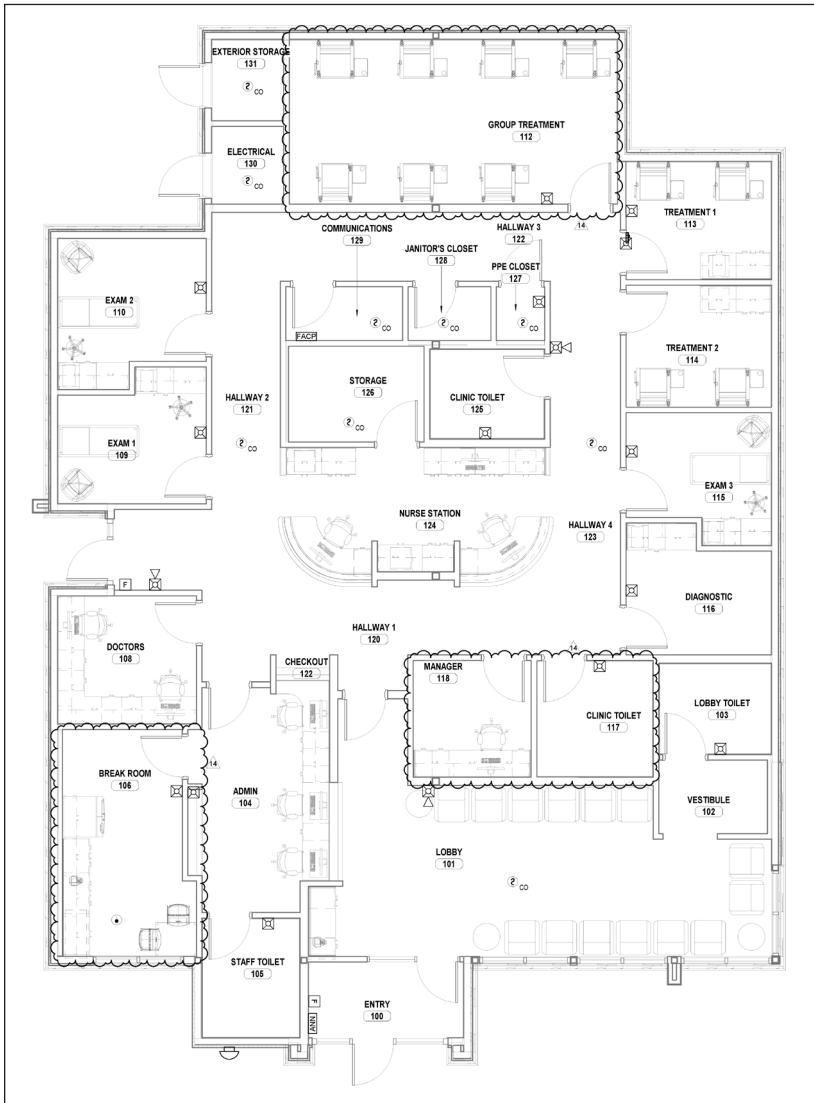 EXTERIOR STORAGE
131
CO
GROUP TREATMENT
112
ELECTRICAL
130
CO
TREATMENT 1
113
COMMUNICATIONS
129
HALLWAY 3
122
14
JANITOR'S CLOSET
128
PPE CLOSET
127
EXAM 2
110
CO
CO
CO
FACP
TREATMENT 2
114
STORAGE
126
HALLWAY 2
121
CLINIC TOILET
125
CO
CO
CO
EXAM 1
109
EXAM 3
115
NURSE STATION
124
HALLWAY 4
123
F
DIAGNOSTIC
116
HALLWAY 1
120
DOCTORS
108
14
CHECKOUT
122
MANAGER
118
LOBBY TOILET
103
CLINIC TOILET
117
14
BREAK ROOM
106
ADMIN
104
VESTIBULE
102
LOBBY
101
CO
STAFF TOILET
105
F
ANN
ENTRY
100